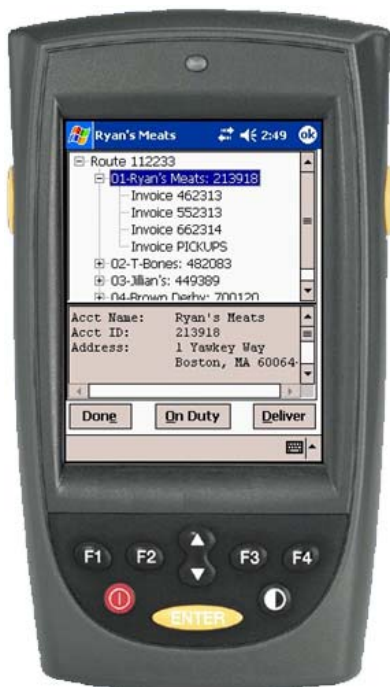 Ryan's Meats 2:49 ok
Route 112233
01-Ryan's Meats: 213918
Invoice 462313
Invoice 552313
Invoice 662314
Invoice PICKUPS
02-T-Bones: 482083
03-Jillian's: 449389
04-Brown Derby: 700120
Acct Name: Ryan's Meats
Acct ID: 213918
Address: 1 Yawkey Way
Boston, MA 60064-
Done On Duty Deliver
F1 F2 F3 F4
ENTER